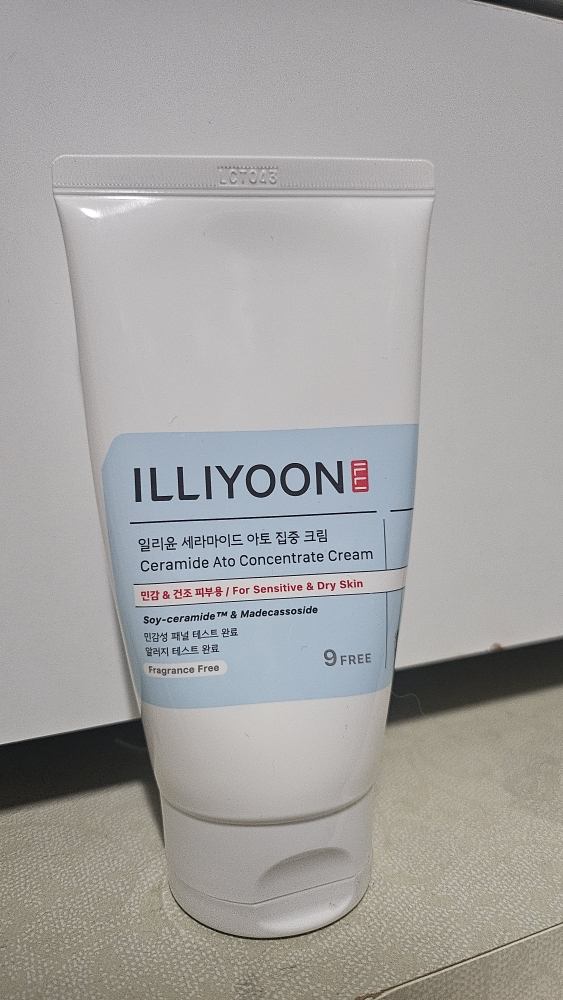 LCT043
ILLIYOON ILLI
일리윤 세라마이드 아토 집중 크림
Ceramide Ato Concentrate Cream
민감 & 건조 피부용 / For Sensitive & Dry Skin
Soy-ceramide™ & Madecassoside
민감성 패널 테스트 완료
알러지 테스트 완료
Fragrance Free
9 FREE